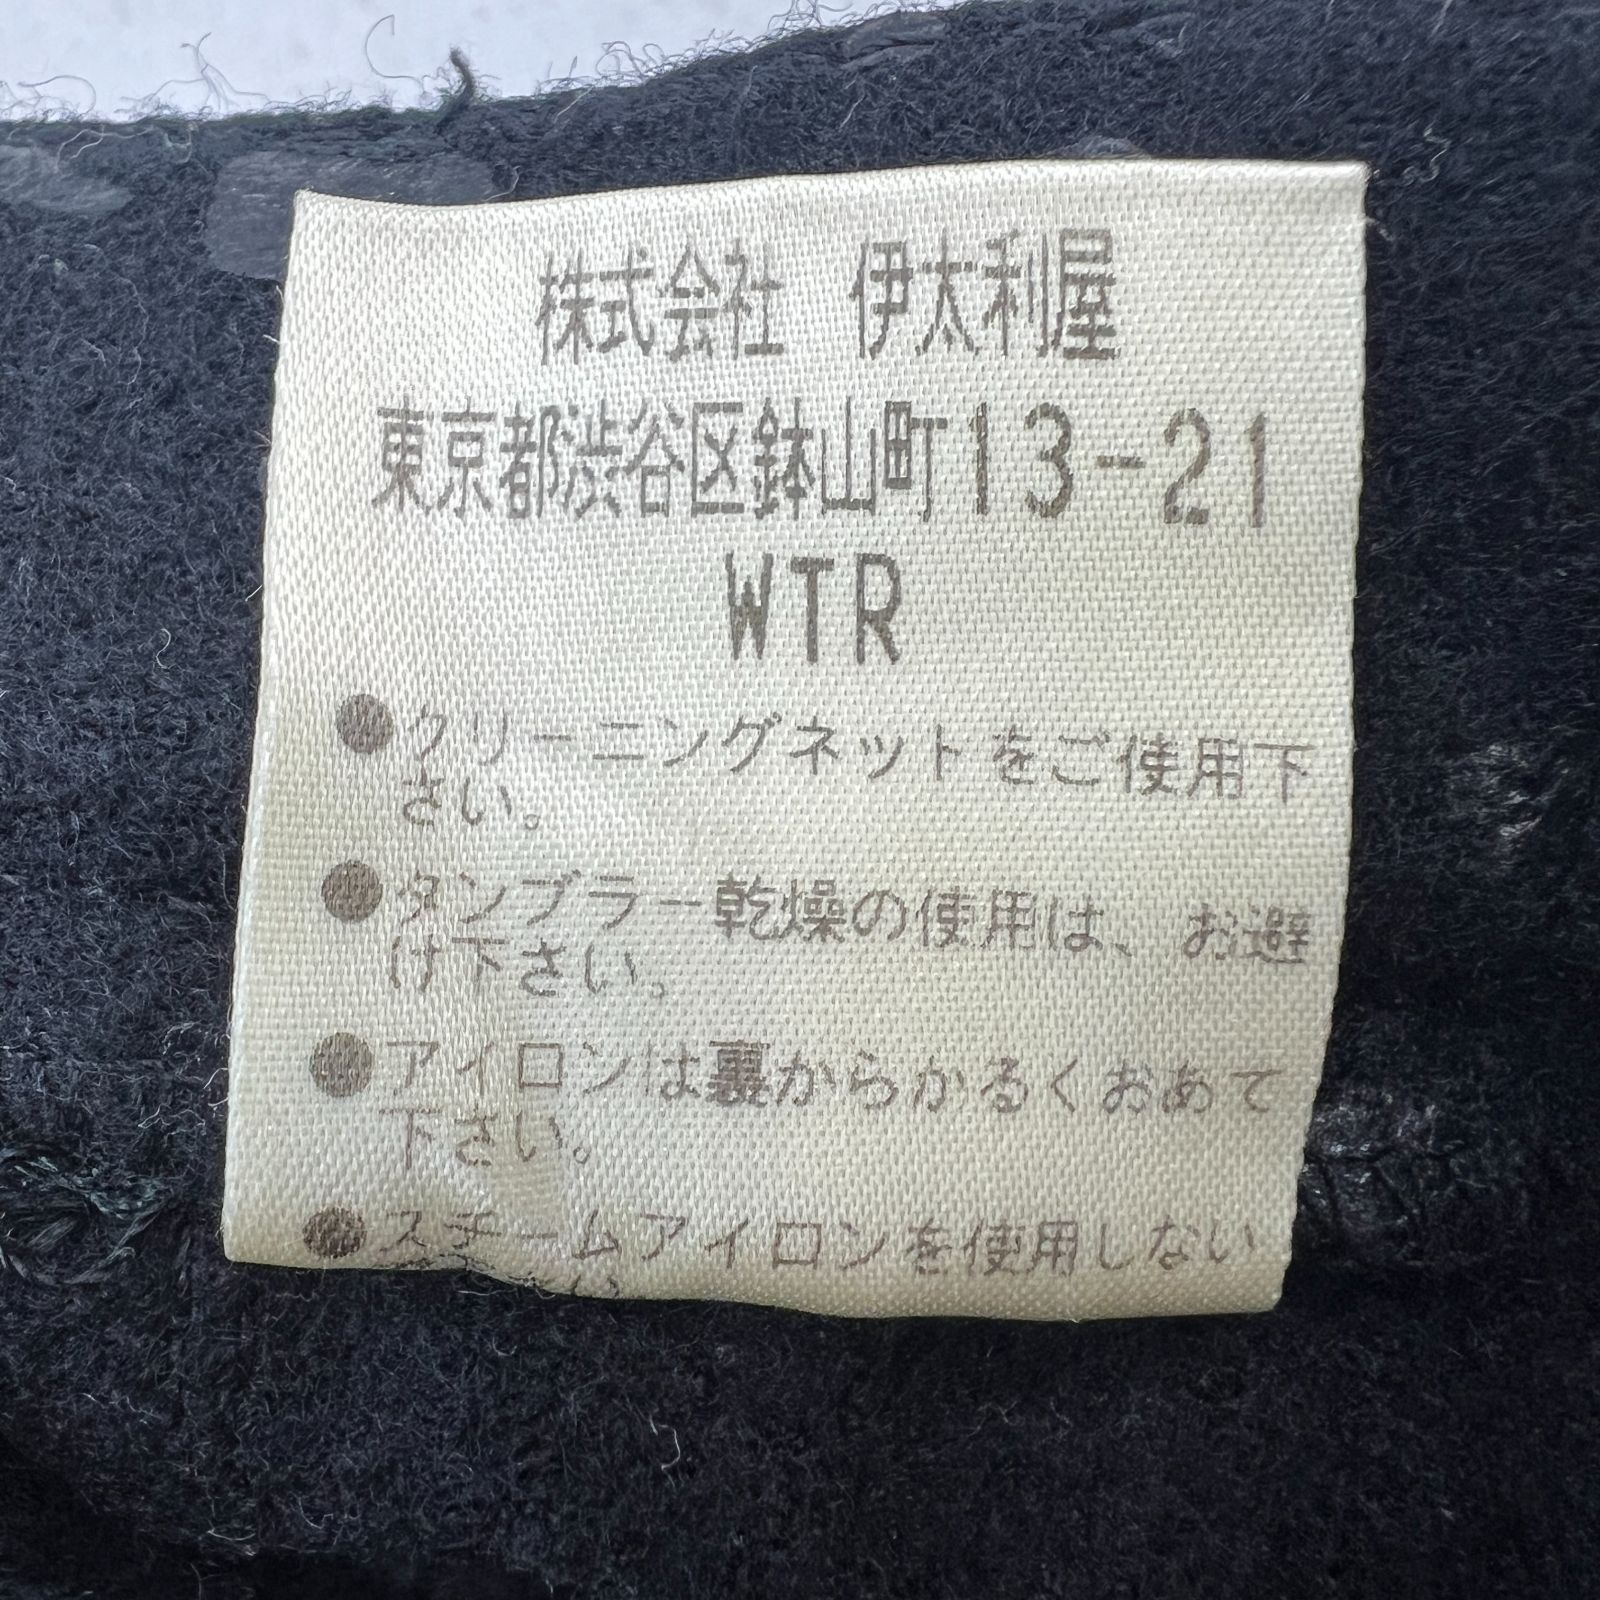 株式会社　伊太利屋
東京都渋谷区鉢山町13-21
WTR
●クリーニングネットをご使用下
さい。
●タンブラー乾燥の使用は、お避
け下さい。
●アイロンは裏からかるくおあて
下さい。
●スチームアイロンを使用しない